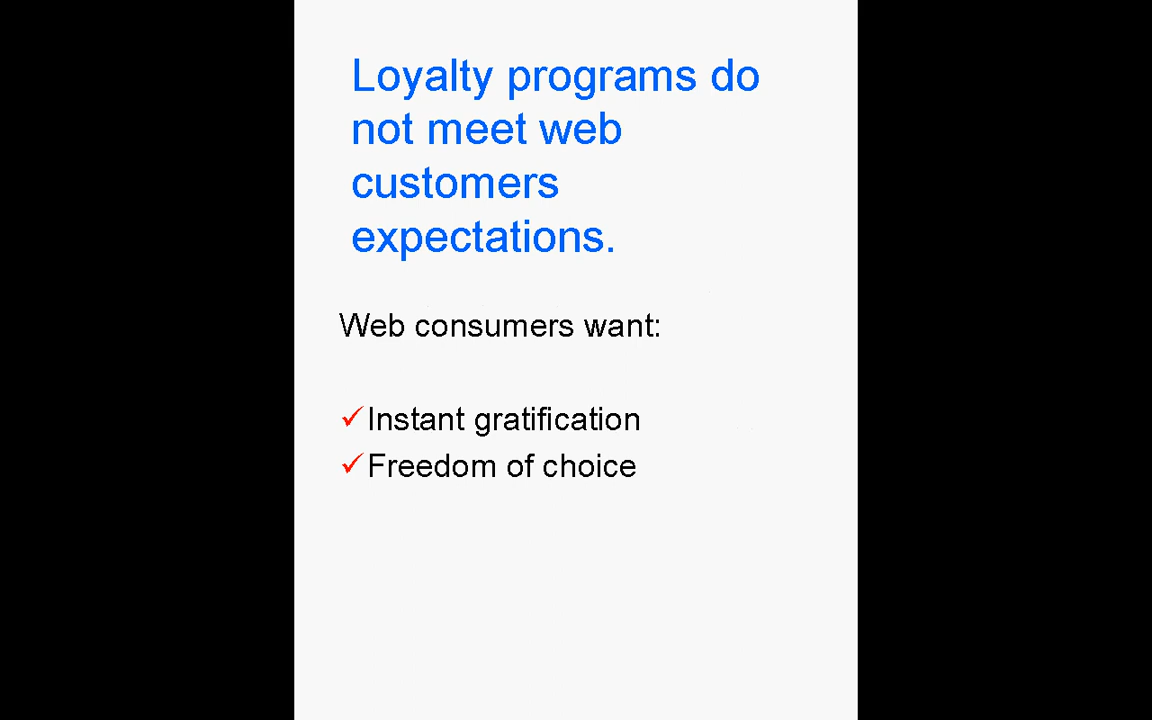 Loyalty programs do
not meet web
customers
expectations.
Web consumers want:
✓Instant gratification
✓Freedom of choice